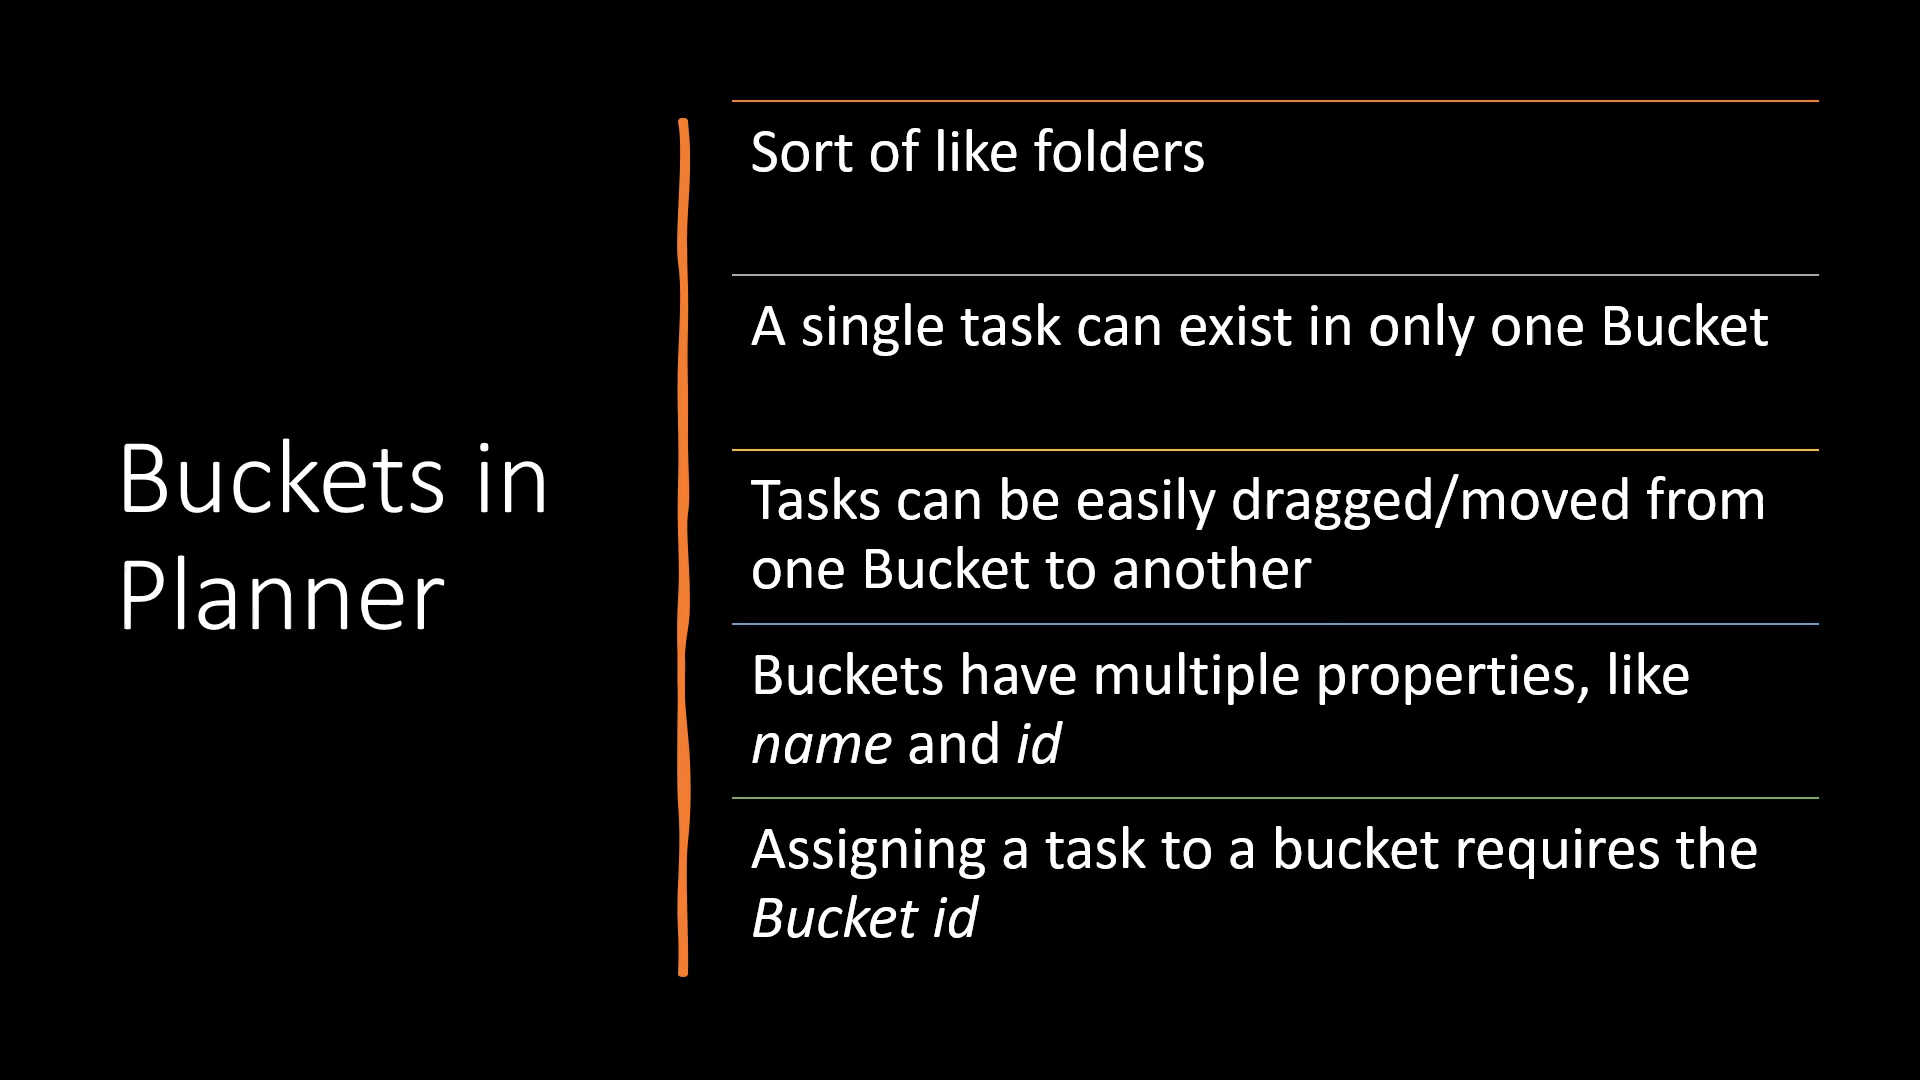 Buckets in
Planner
Sort of like folders
A single task can exist in only one Bucket
Tasks can be easily dragged/moved from
one Bucket to another
Buckets have multiple properties, like
name and id
Assigning a task to a bucket requires the
Bucket id